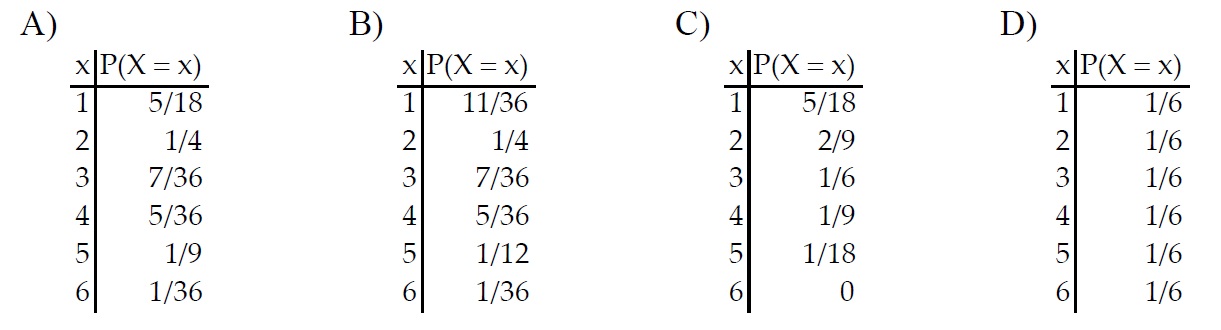 A) B) C) D)
x P(X = x) x P(X = x) x P(X = x) x P(X = x)
1 5/18 1 11/36 1 5/18 1 1/6
2 1/4 2 1/4 2 2/9 2 1/6
3 7/36 3 7/36 3 1/6 3 1/6
4 5/36 4 5/36 4 1/9 4 1/6
5 1/9 5 1/12 5 1/18 5 1/6
6 1/36 6 1/36 6 0 6 1/6